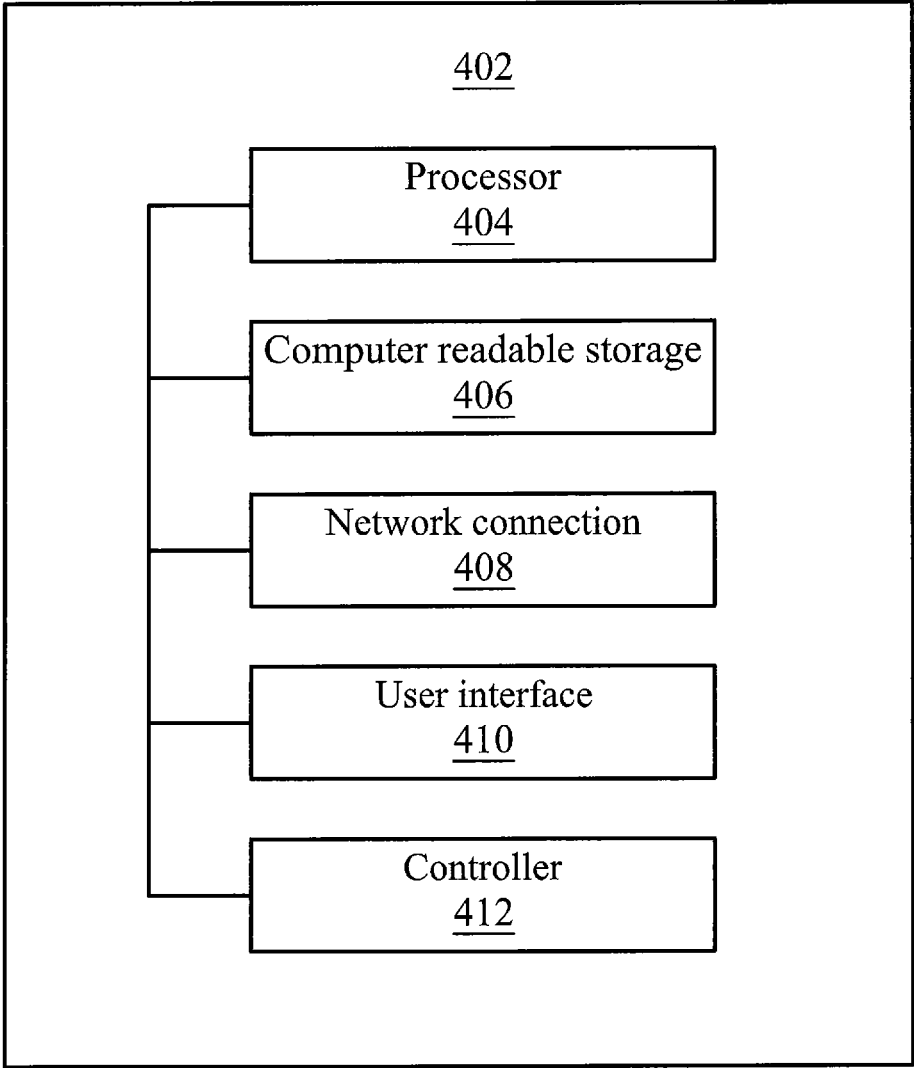 402
Processor
404
Computer readable storage
406
Network connection
408
User interface
410
Controller
412